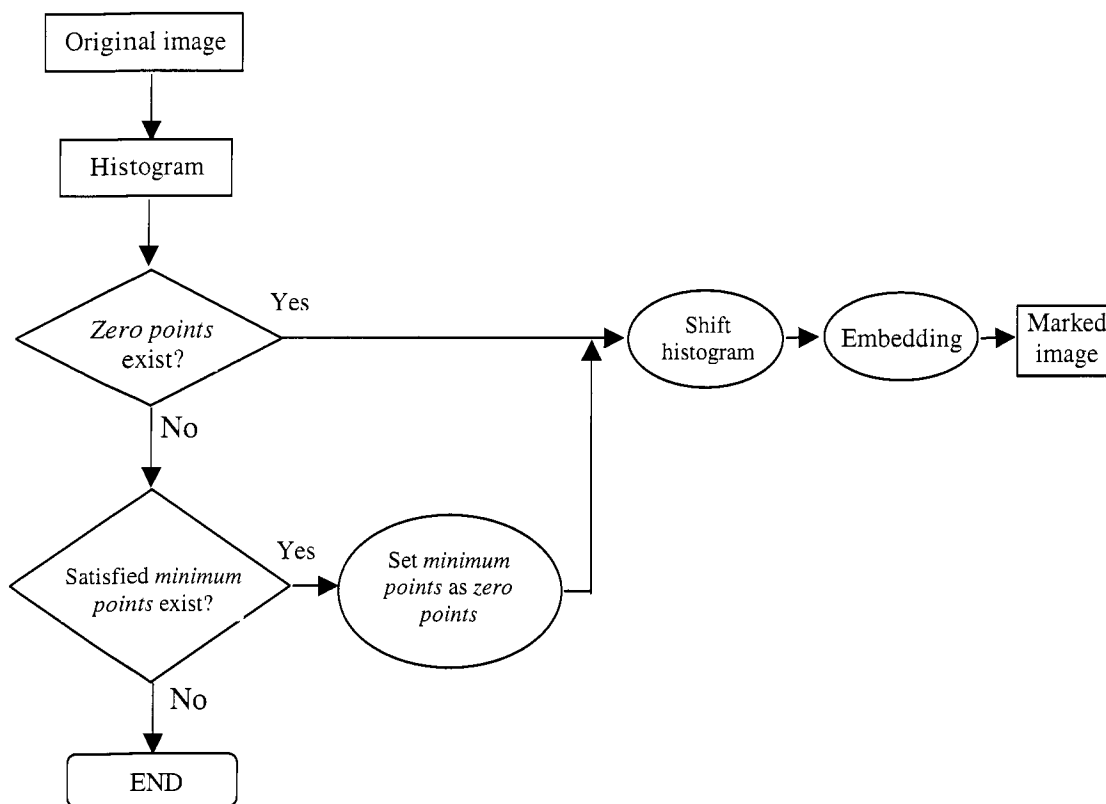 Original image
Histogram
Zero points
exist?
Yes
No
Shift
histogram
Embedding
Marked
image
Satisfied minimum
points exist?
Yes
Set minimum
points as zero
points
No
END